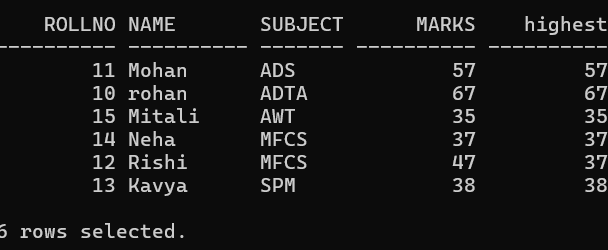 ROLLNO NAME SUBJECT MARKS highest
---------- ---------- ------- ---------- ----------
11 Mohan ADS 57 57
10 rohan ADTA 67 67
15 Mitali AWT 35 35
14 Neha MFCS 37 37
12 Rishi MFCS 47 37
13 Kavya SPM 38 38
6 rows selected.